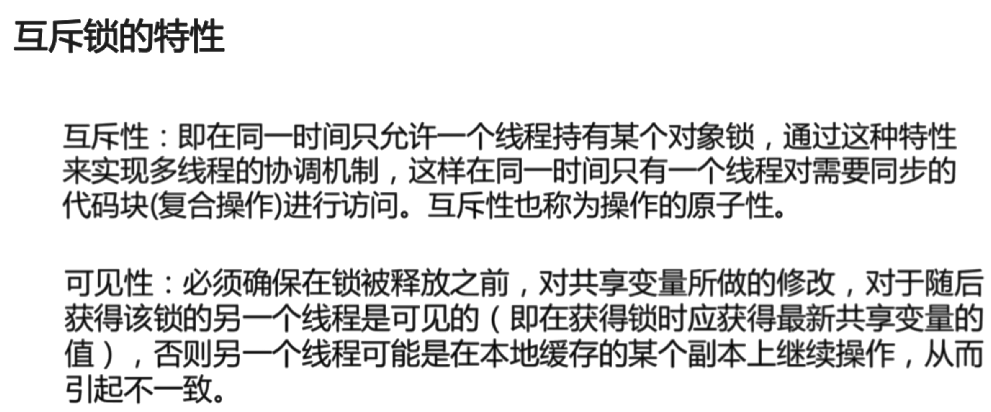 互斥锁的特性
互斥性：即在同一时间只允许一个线程持有某个对象锁，通过这种特性
来实现多线程的协调机制，这样在同一时间只有一个线程对需要同步的
代码块(复合操作)进行访问。互斥性也称为操作的原子性。
可见性：必须确保在锁被释放之前，对共享变量所做的修改，对于随后
获得该锁的另一个线程是可见的（即在获得锁时应获得最新共享变量的
值），否则另一个线程可能是在本地缓存的某个副本上继续操作，从而
引起不一致。